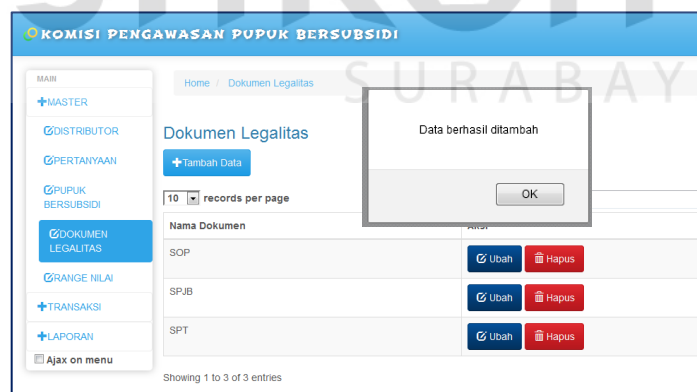 KOMISI PENGAWASAN PUPUK BERSUBSIDI
SURABAY
MAIN
MASTER
DISTRIBUTOR
PERTANYAAN
PUPUK
BERSUBSIDI
DOKUMEN
LEGALITAS
RANGE NILAI
TRANSAKSI
LAPORAN
Ajax on menu
Home / Dokumen Legalitas
Dokumen Legalitas
Tambah Data
10 records per page
Data berhasil ditambah
OK
Nama Dokumen Aksi
SOP Ubah Hapus
SPJB Ubah Hapus
SPT Ubah Hapus
Showing 1 to 3 of 3 entries